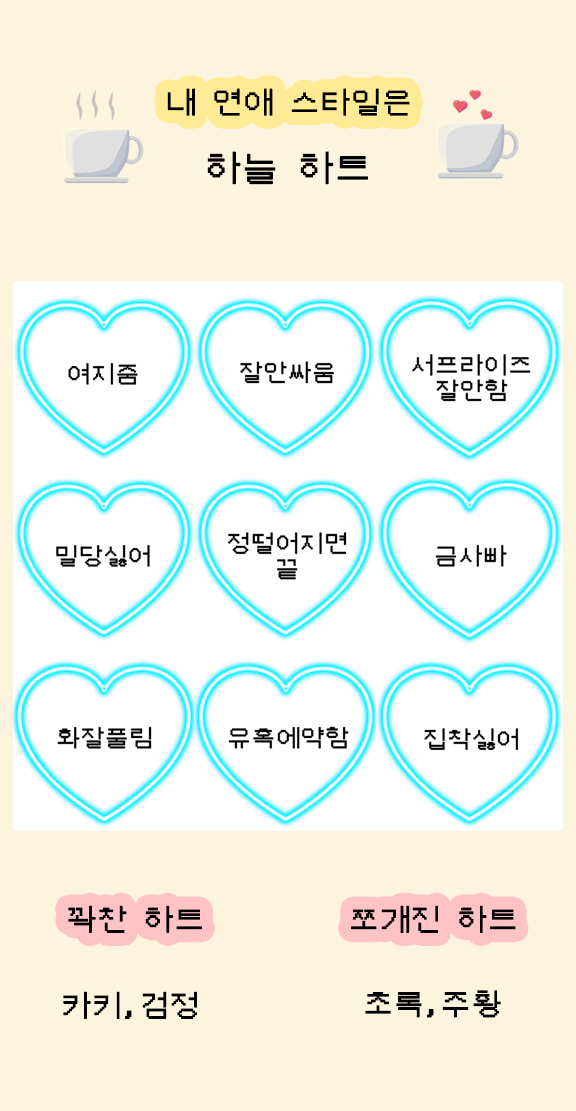 내 연애 스타일은
하늘 하트
여지줌
잘안싸움
서프라이즈
잘안함
밀당싫어
정떨어지면
끝
금사빠
화잘풀림
유혹에약함
집착싫어
꽉찬 하트
쪼개진 하트
카키,검정
초록,주황